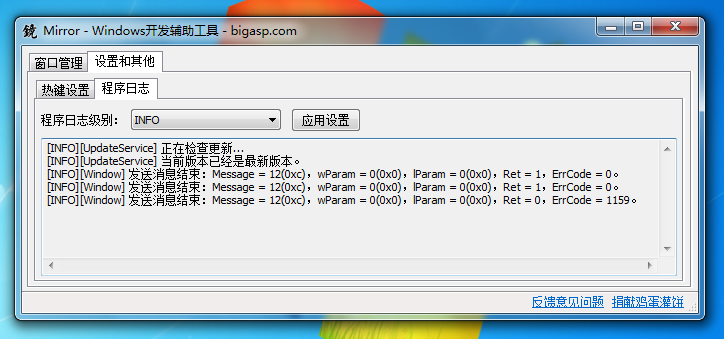 镜 Mirror - Windows开发辅助工具 - bigasp.com
窗口管理 设置和其他
热键设置 程序日志
程序日志级别： INFO 应用设置
[INFO][UpdateService] 正在检查更新...
[INFO][UpdateService] 当前版本已经是最新版本。
[INFO][Window] 发送消息结束：Message = 12(0xc)，wParam = 0(0x0)，lParam = 0(0x0)，Ret = 1，ErrCode = 0。
[INFO][Window] 发送消息结束：Message = 12(0xc)，wParam = 0(0x0)，lParam = 0(0x0)，Ret = 1，ErrCode = 0。
[INFO][Window] 发送消息结束：Message = 12(0xc)，wParam = 0(0x0)，lParam = 0(0x0)，Ret = 0，ErrCode = 1159。
反馈意见问题 捐献鸡蛋灌饼